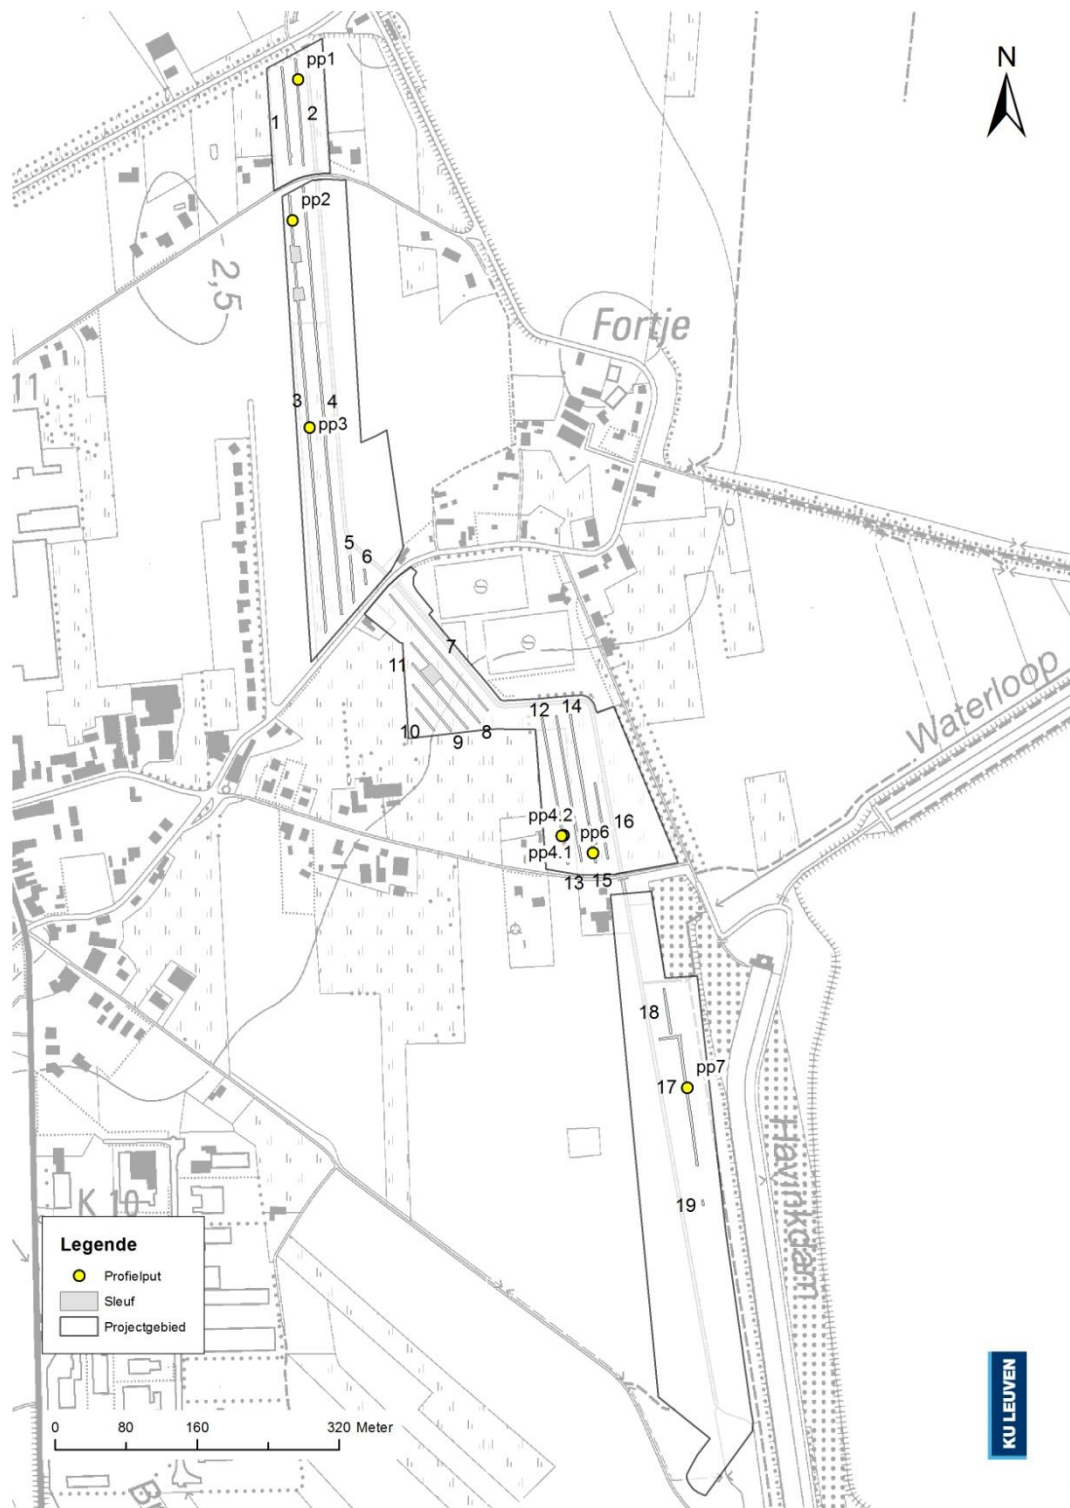 N
pp1
1
2
pp2
2,5
Fortje
11
3
4
pp3
5
6
7
11
12
14
10
9
8
Waterloop
pp4.2
pp6
16
pp4.1
13
15
18
pp7
17
Havinkdam
19
K 10
Legende
Profielput
Sleuf
Projectgebied
0
80
160
320 Meter
KU LEUVEN